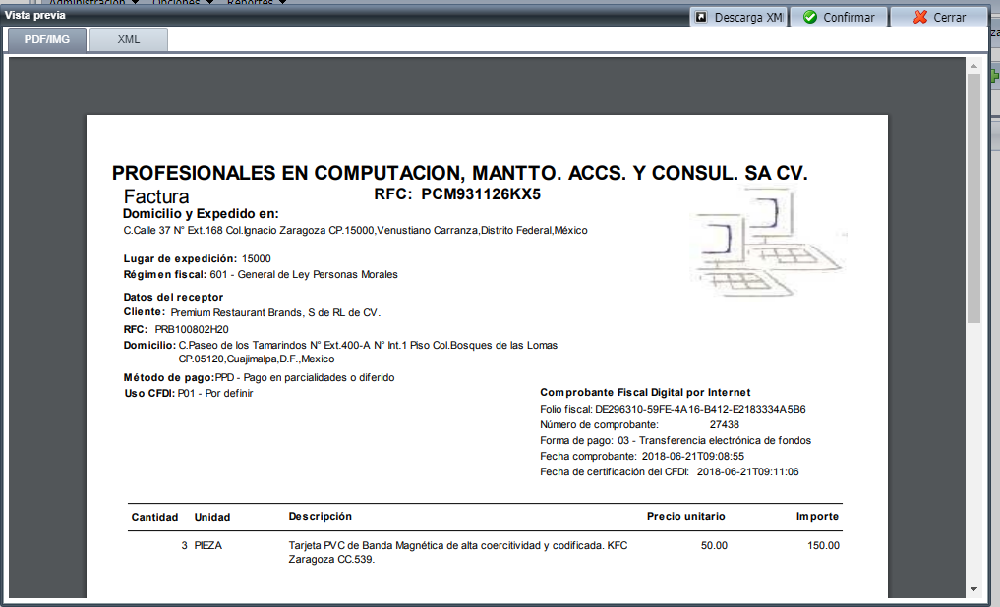 Administración Opciones Reportes
Vista previa
Descarga XML Confirmar Cerrar
PDF/IMG XML
PROFESIONALES EN COMPUTACION, MANTTO. ACCS. Y CONSUL. SA CV.
Factura RFC: PCM931126KX5
Domicilio y Expedido en:
C.Calle 37 N° Ext.168 Col.Ignacio Zaragoza CP.15000,Venustiano Carranza,Distrito Federal,México
Lugar de expedición: 15000
Régimen fiscal: 601 - General de Ley Personas Morales
Datos del receptor
Cliente: Premium Restaurant Brands, S de RL de CV.
RFC: PRB100802H20
Domicilio: C.Paseo de los Tamarindos N° Ext.400-A N° Int.1 Piso Col.Bosques de las Lomas
CP.05120,Cuajimalpa,D.F.,Mexico
Método de pago:PPD - Pago en parcialidades o diferido
Uso CFDI: P01 - Por definir
Comprobante Fiscal Digital por Internet
Folio fiscal: DE296310-59FE-4A16-B412-E2183334A5B6
Número de comprobante: 27438
Forma de pago: 03 - Transferencia electrónica de fondos
Fecha comprobante: 2018-06-21T09:08:55
Fecha de certificación del CFDI: 2018-06-21T09:11:06
Cantidad Unidad Descripción Precio unitario Importe
3 PIEZA Tarjeta PVC de Banda Magnética de alta coercitividad y codificada. KFC 50.00 150.00
Zaragoza CC.539.